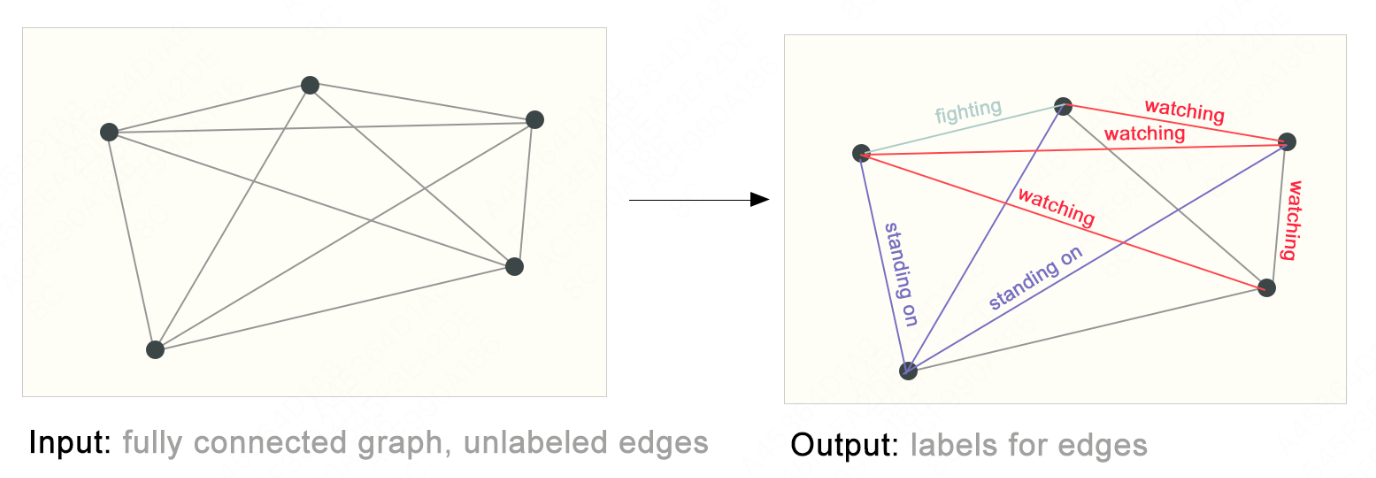 fighting
watching
watching
watching
watching
standing on
standing on
Input: fully connected graph, unlabeled edges
Output: labels for edges